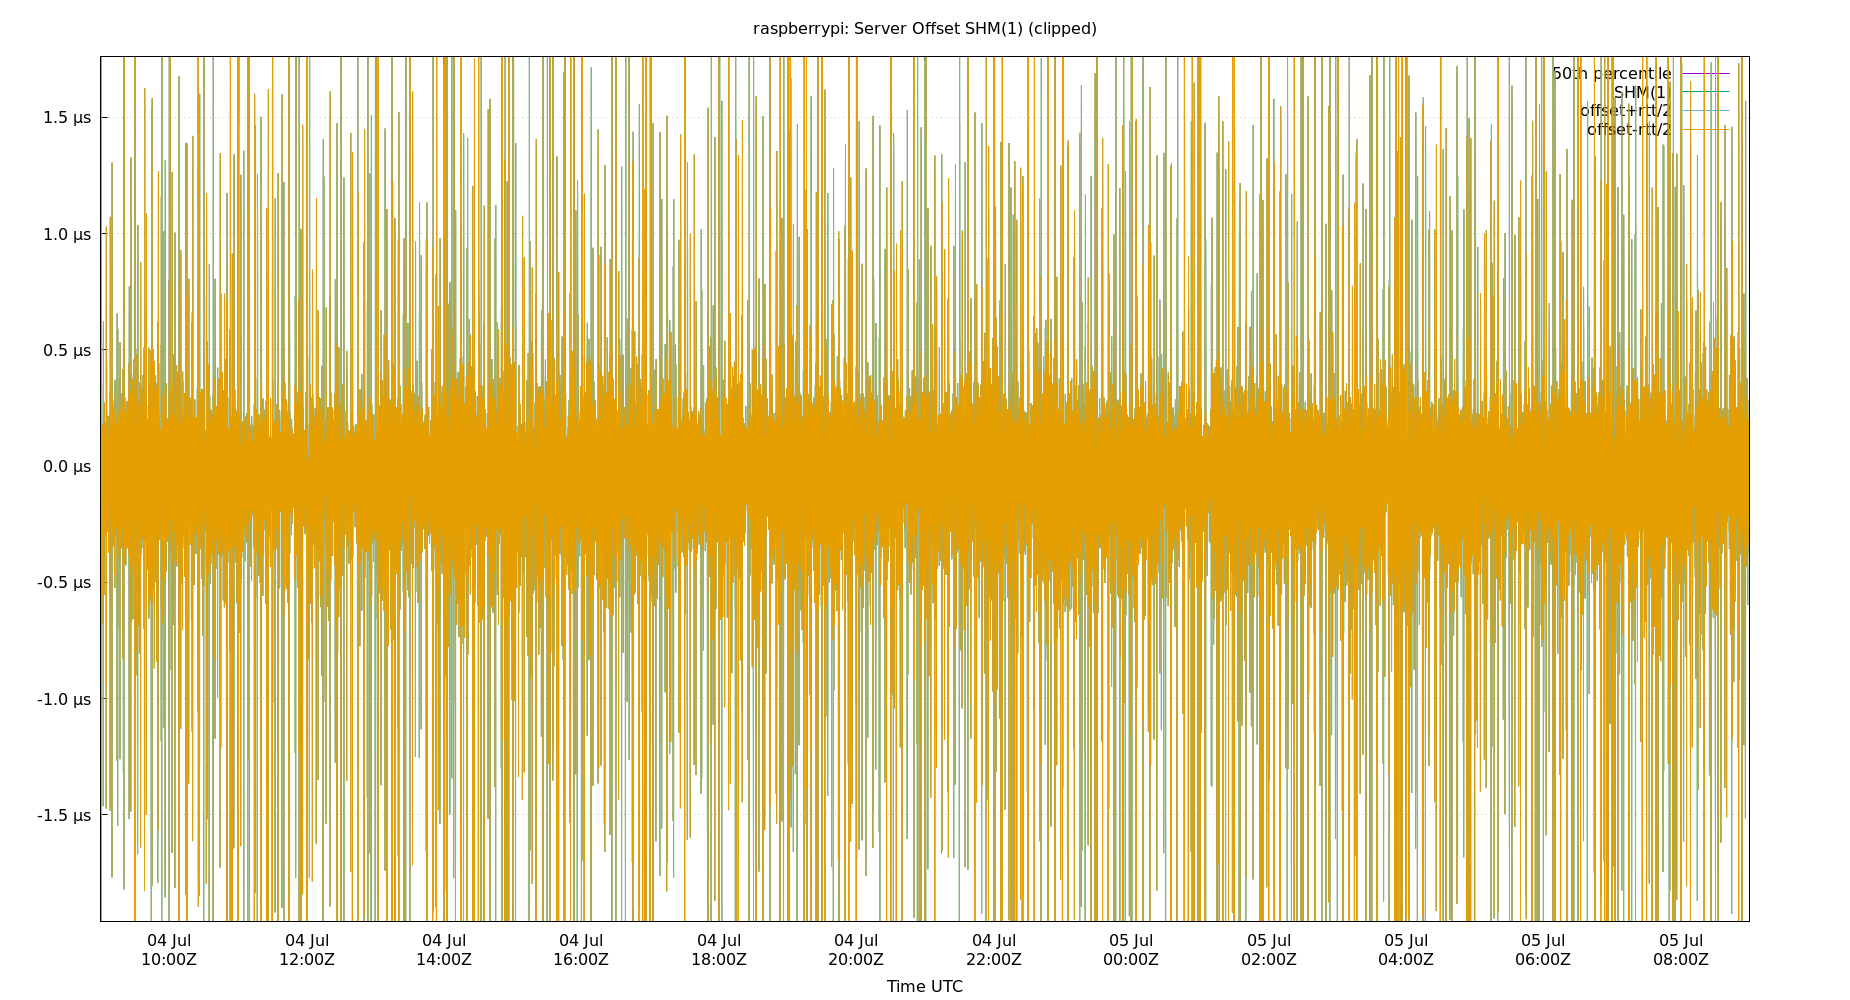 raspberrypi: Server Offset SHM(1) (clipped)
50th percentile
SHM(1)
offset+rtt/2
offset-rtt/2
1.5 µs
1.0 µs
0.5 µs
0.0 µs
-0.5 µs
-1.0 µs
-1.5 µs
04 Jul 04 Jul 04 Jul 04 Jul 04 Jul 04 Jul 04 Jul 05 Jul 05 Jul 05 Jul 05 Jul 05 Jul
10:00Z 12:00Z 14:00Z 16:00Z 18:00Z 20:00Z 22:00Z 00:00Z 02:00Z 04:00Z 06:00Z 08:00Z
Time UTC